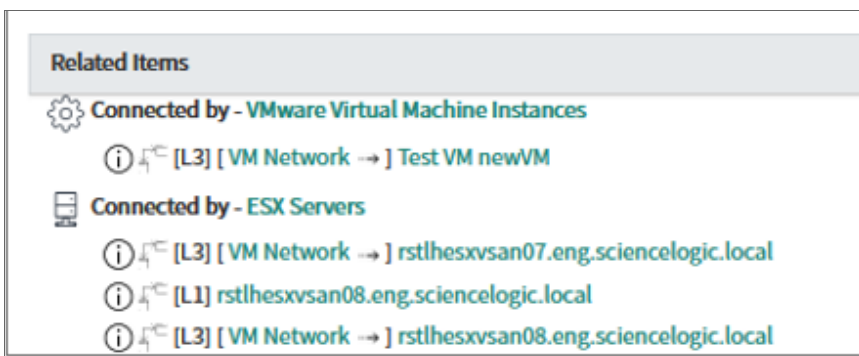 Related Items
Connected by - VMware Virtual Machine Instances
[L3] [ VM Network → ] Test VM newVM
Connected by - ESX Servers
[L3] [ VM Network → ] rstlhesxvsan07.eng.sciencelogic.local
[L1] rstlhesxvsan08.eng.sciencelogic.local
[L3] [ VM Network → ] rstlhesxvsan08.eng.sciencelogic.local